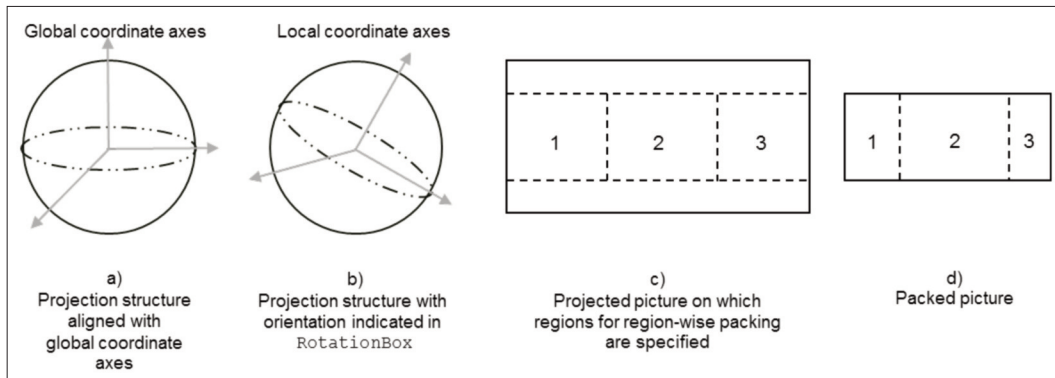 Global coordinate axes
Local coordinate axes
1
2
3
1
2
3
a)
Projection structure
aligned with
global coordinate
axes
b)
Projection structure with
orientation indicated in
RotationBox
c)
Projected picture on which
regions for region-wise packing
are specified
d)
Packed picture